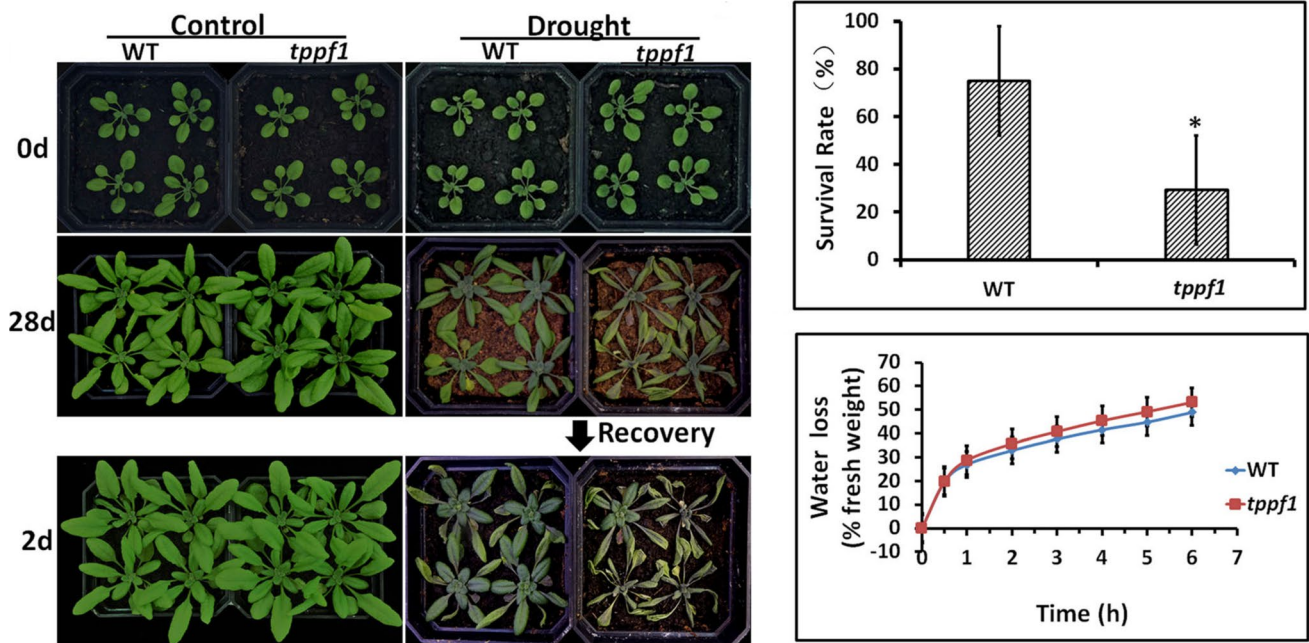 Control
Drought
WT
tppf1
WT
tppf1
0d
28d
Recovery
2d
Survival Rate (%)
100
80
60
40
20
0
*
WT
tppf1
Water loss
(% fresh weight)
70
60
50
40
30
20
10
0
-10
0 1 2 3 4 5 6 7
Time (h)
WT
tppf1